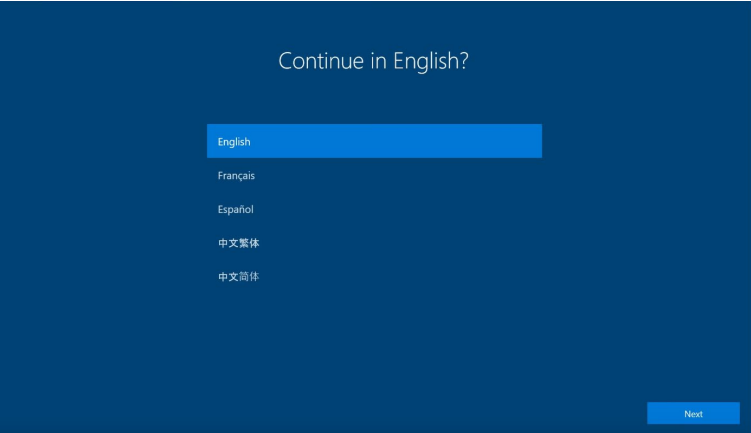 Continue in English?
English
Français
Español
中文繁体
中文简体
Next